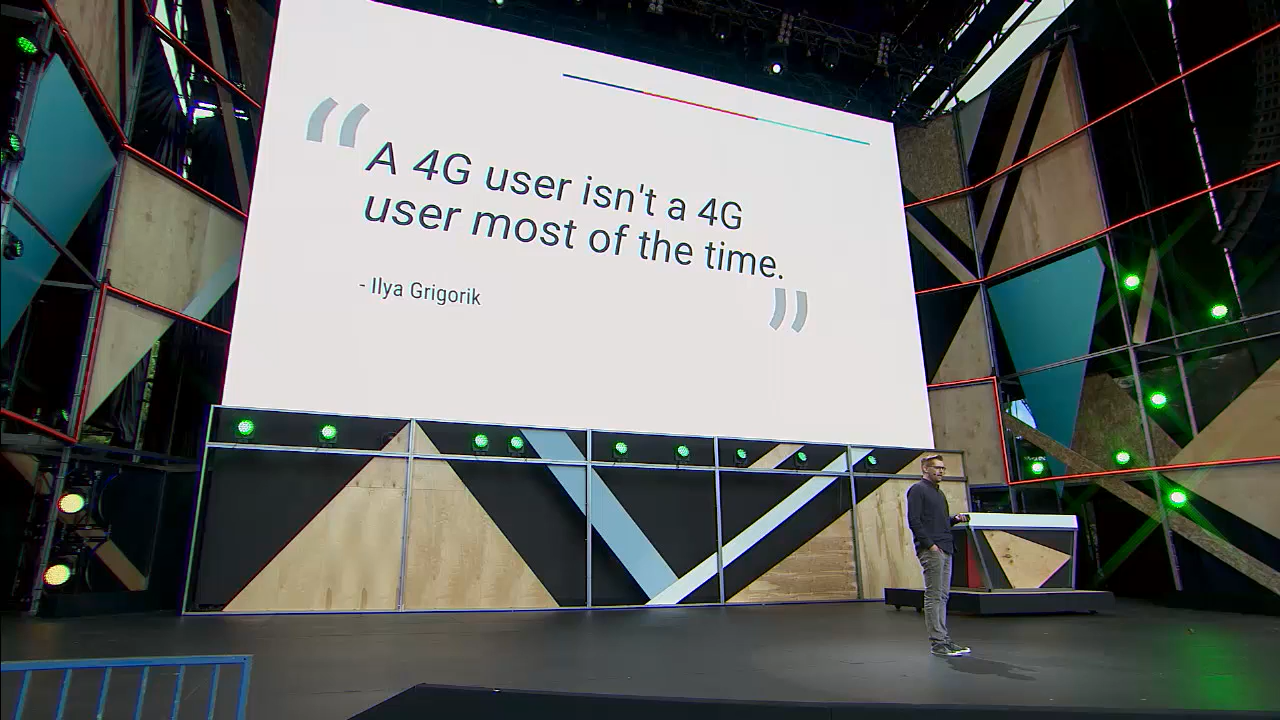 “
A 4G user isn't a 4G
user most of the time.
- Ilya Grigorik
”